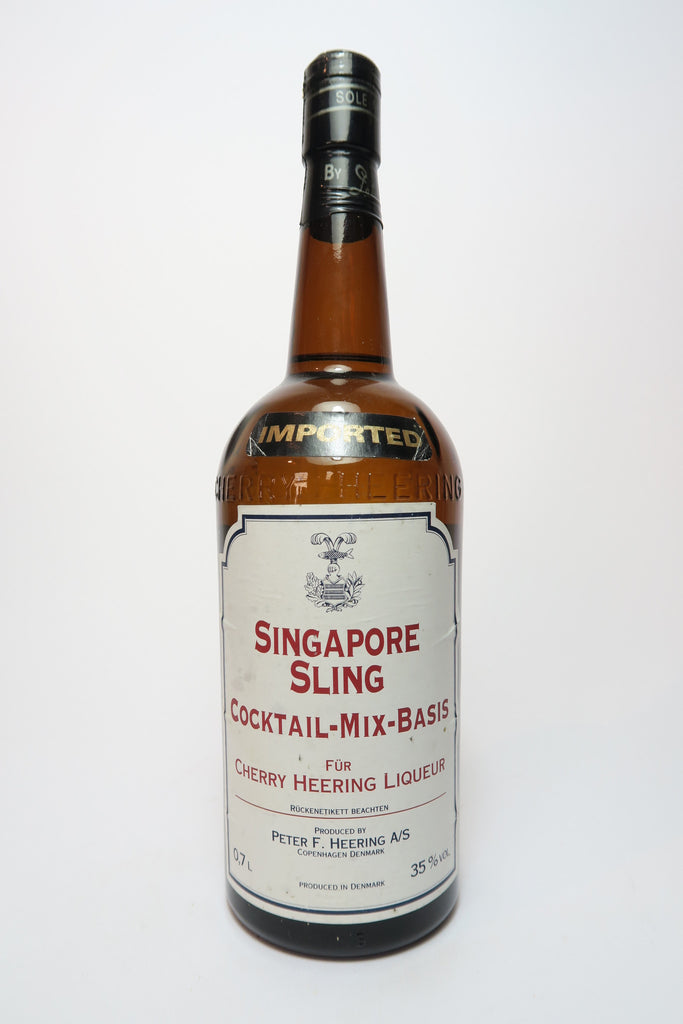 SOLE
BY
IMPORTED
CHERRY HEERING
SINGAPORE
SLING
COCKTAIL-MIX-BASIS
FÜR
CHERRY HEERING LIQUEUR
RÜCKENETIKETT BEACHTEN
PRODUCED BY
PETER F. HEERING A/S
COPENHAGEN DENMARK
0,7 L
35 % VOL.
PRODUCED IN DENMARK